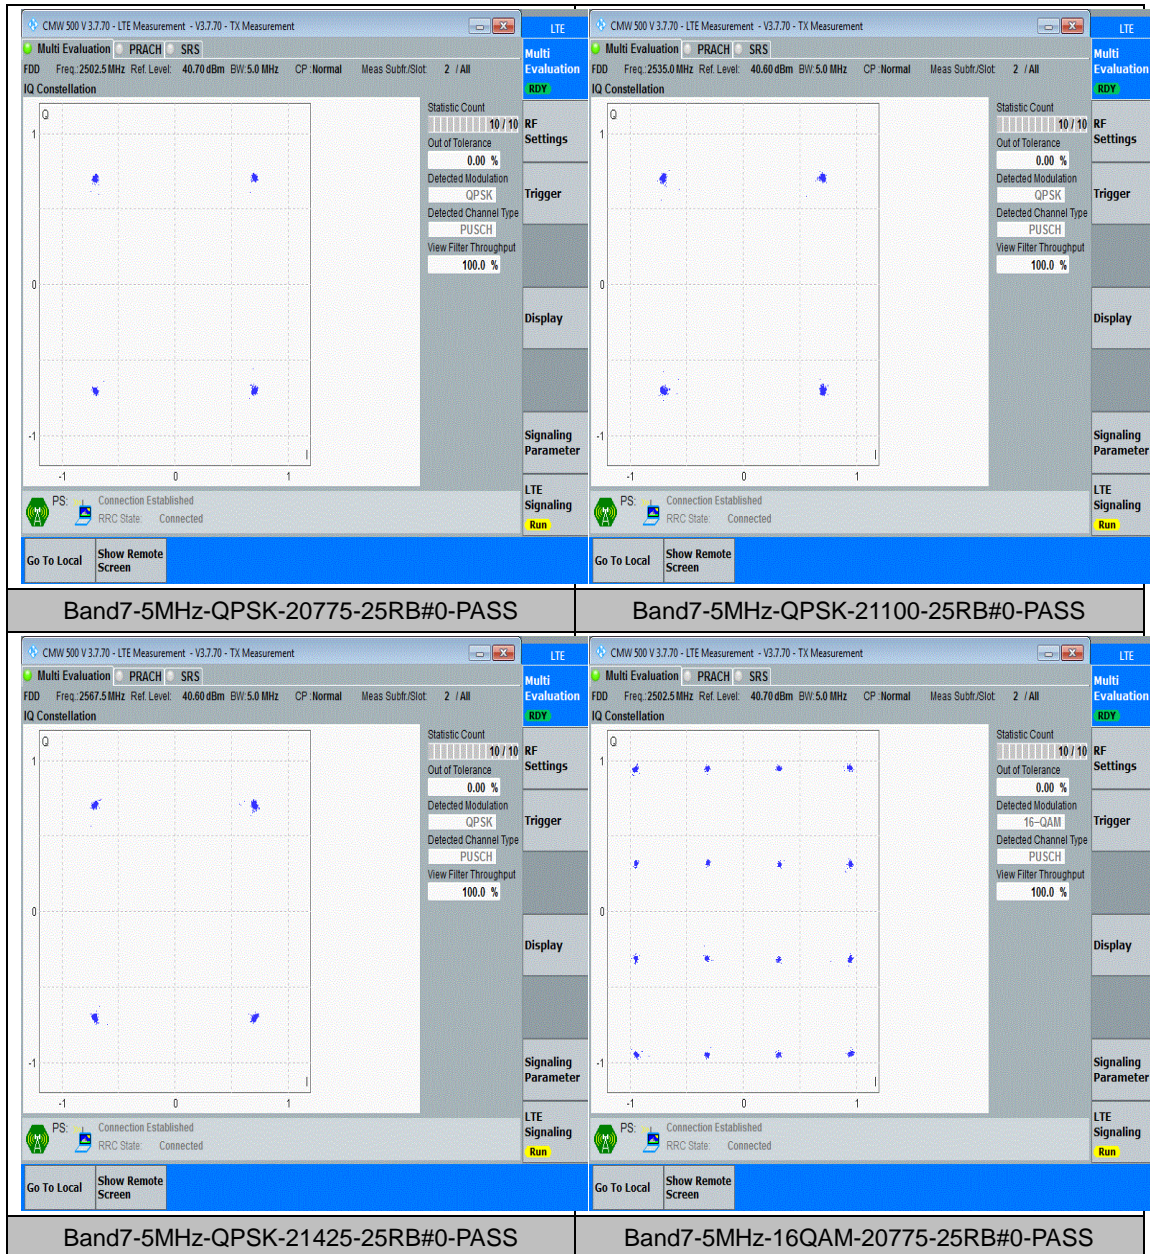 CMW 500 V 3.7.70 - LTE Measurement - V3.7.70 - TX Measurement
LTE
Multi Evaluation PRACH SRS
Multi Evaluation
RDY
FDD Freq.:2502.5 MHz Ref. Level: 40.70 dBm BW:5.0 MHz CP :Normal Meas Subfr./Slot: 2 / All
IQ Constellation
Q
1
0
-1
-1 0 1
I
Statistic Count
10 / 10
Out of Tolerance
0.00 %
Detected Modulation
QPSK
Detected Channel Type
PUSCH
View Filter Throughput
100.0 %
RF Settings
Trigger
Display
Signaling Parameter
LTE Signaling
Run
PS: Connection Established
RRC State: Connected
Go To Local Show Remote Screen
Band7-5MHz-QPSK-20775-25RB#0-PASS
CMW 500 V 3.7.70 - LTE Measurement - V3.7.70 - TX Measurement
LTE
Multi Evaluation PRACH SRS
Multi Evaluation
RDY
FDD Freq.:2535.0 MHz Ref. Level: 40.60 dBm BW:5.0 MHz CP :Normal Meas Subfr./Slot: 2 / All
IQ Constellation
Q
1
0
-1
-1 0 1
I
Statistic Count
10 / 10
Out of Tolerance
0.00 %
Detected Modulation
QPSK
Detected Channel Type
PUSCH
View Filter Throughput
100.0 %
RF Settings
Trigger
Display
Signaling Parameter
LTE Signaling
Run
PS: Connection Established
RRC State: Connected
Go To Local Show Remote Screen
Band7-5MHz-QPSK-21100-25RB#0-PASS
CMW 500 V 3.7.70 - LTE Measurement - V3.7.70 - TX Measurement
LTE
Multi Evaluation PRACH SRS
Multi Evaluation
RDY
FDD Freq.:2567.5 MHz Ref. Level: 40.60 dBm BW:5.0 MHz CP :Normal Meas Subfr./Slot: 2 / All
IQ Constellation
Q
1
0
-1
-1 0 1
I
Statistic Count
10 / 10
Out of Tolerance
0.00 %
Detected Modulation
QPSK
Detected Channel Type
PUSCH
View Filter Throughput
100.0 %
RF Settings
Trigger
Display
Signaling Parameter
LTE Signaling
Run
PS: Connection Established
RRC State: Connected
Go To Local Show Remote Screen
Band7-5MHz-QPSK-21425-25RB#0-PASS
CMW 500 V 3.7.70 - LTE Measurement - V3.7.70 - TX Measurement
LTE
Multi Evaluation PRACH SRS
Multi Evaluation
RDY
FDD Freq.:2502.5 MHz Ref. Level: 40.70 dBm BW:5.0 MHz CP :Normal Meas Subfr./Slot: 2 / All
IQ Constellation
Q
1
0
-1
-1 0 1
I
Statistic Count
10 / 10
Out of Tolerance
0.00 %
Detected Modulation
16-QAM
Detected Channel Type
PUSCH
View Filter Throughput
100.0 %
RF Settings
Trigger
Display
Signaling Parameter
LTE Signaling
Run
PS: Connection Established
RRC State: Connected
Go To Local Show Remote Screen
Band7-5MHz-16QAM-20775-25RB#0-PASS